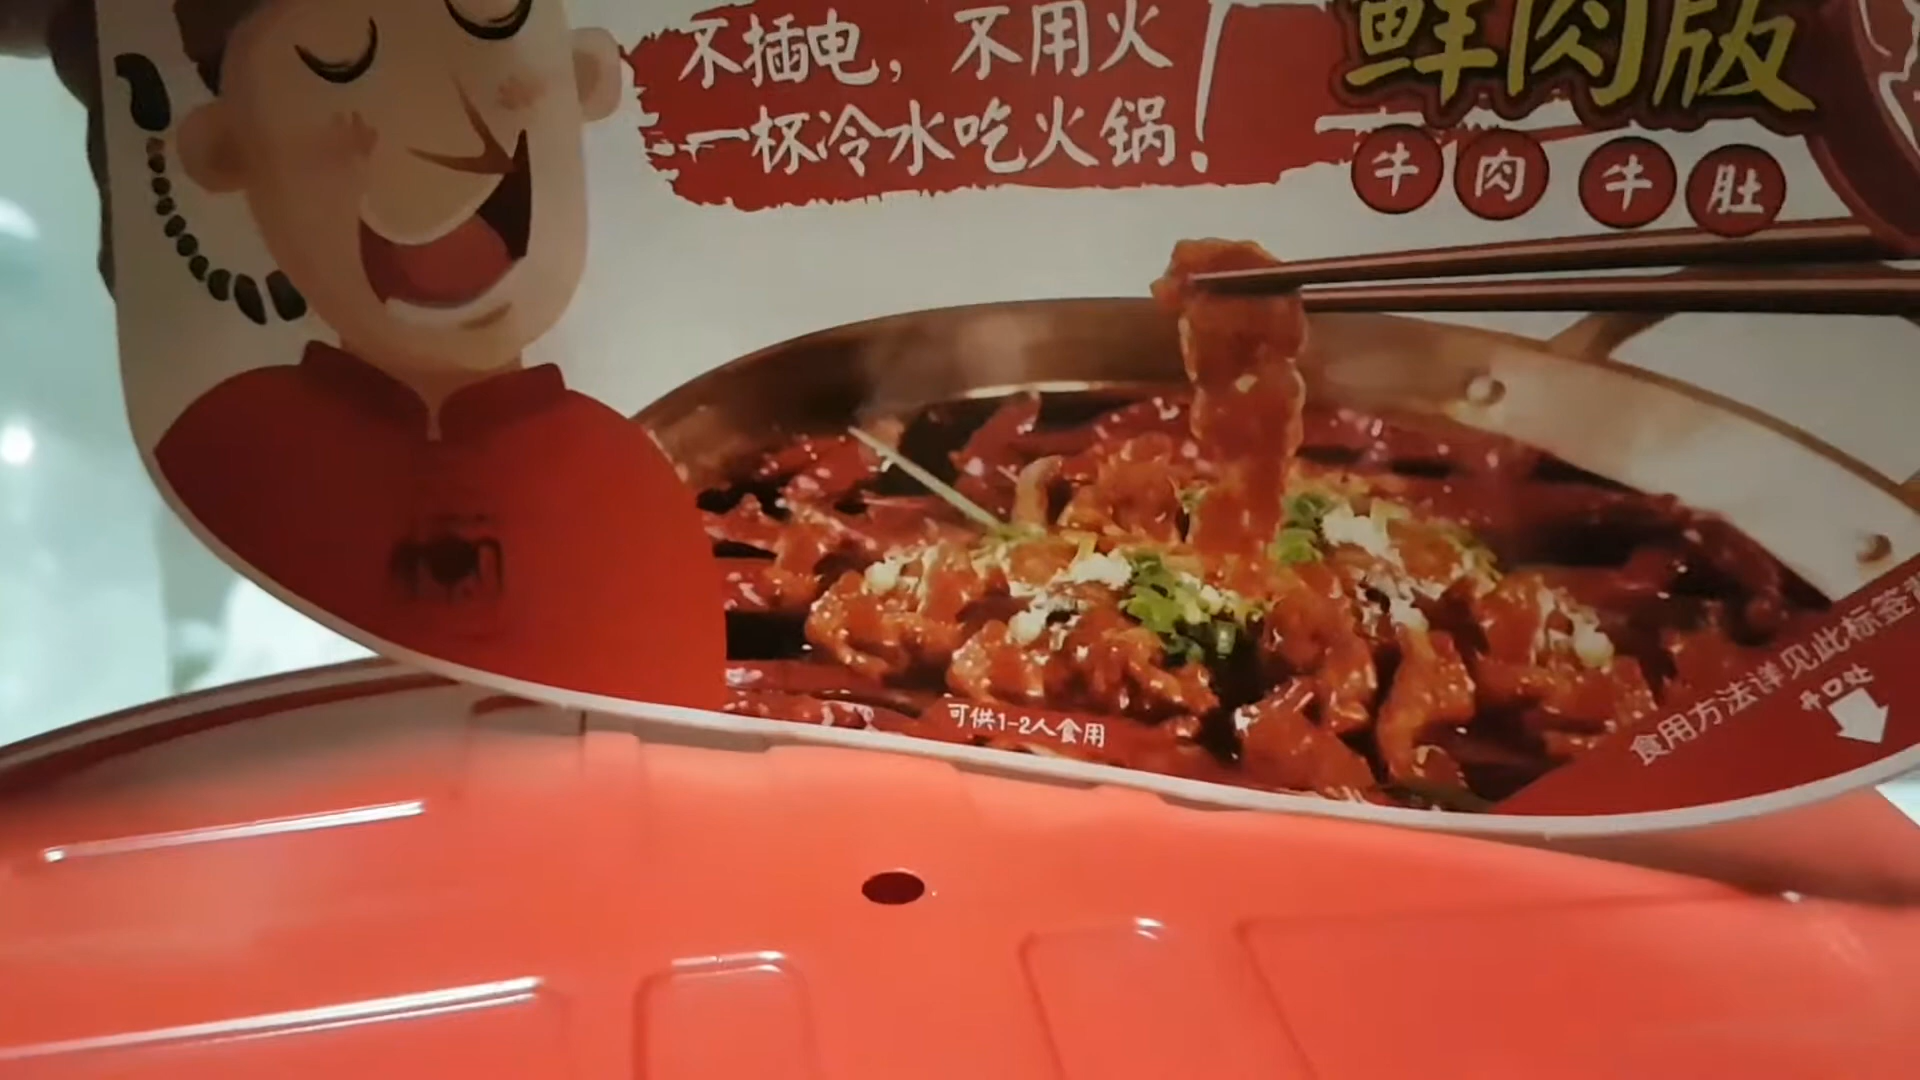 不插电，不用火
一杯冷水吃火锅！
鲜肉版
牛肉牛肚
可供1-2人食用
食用方法详见此标签背
开口处